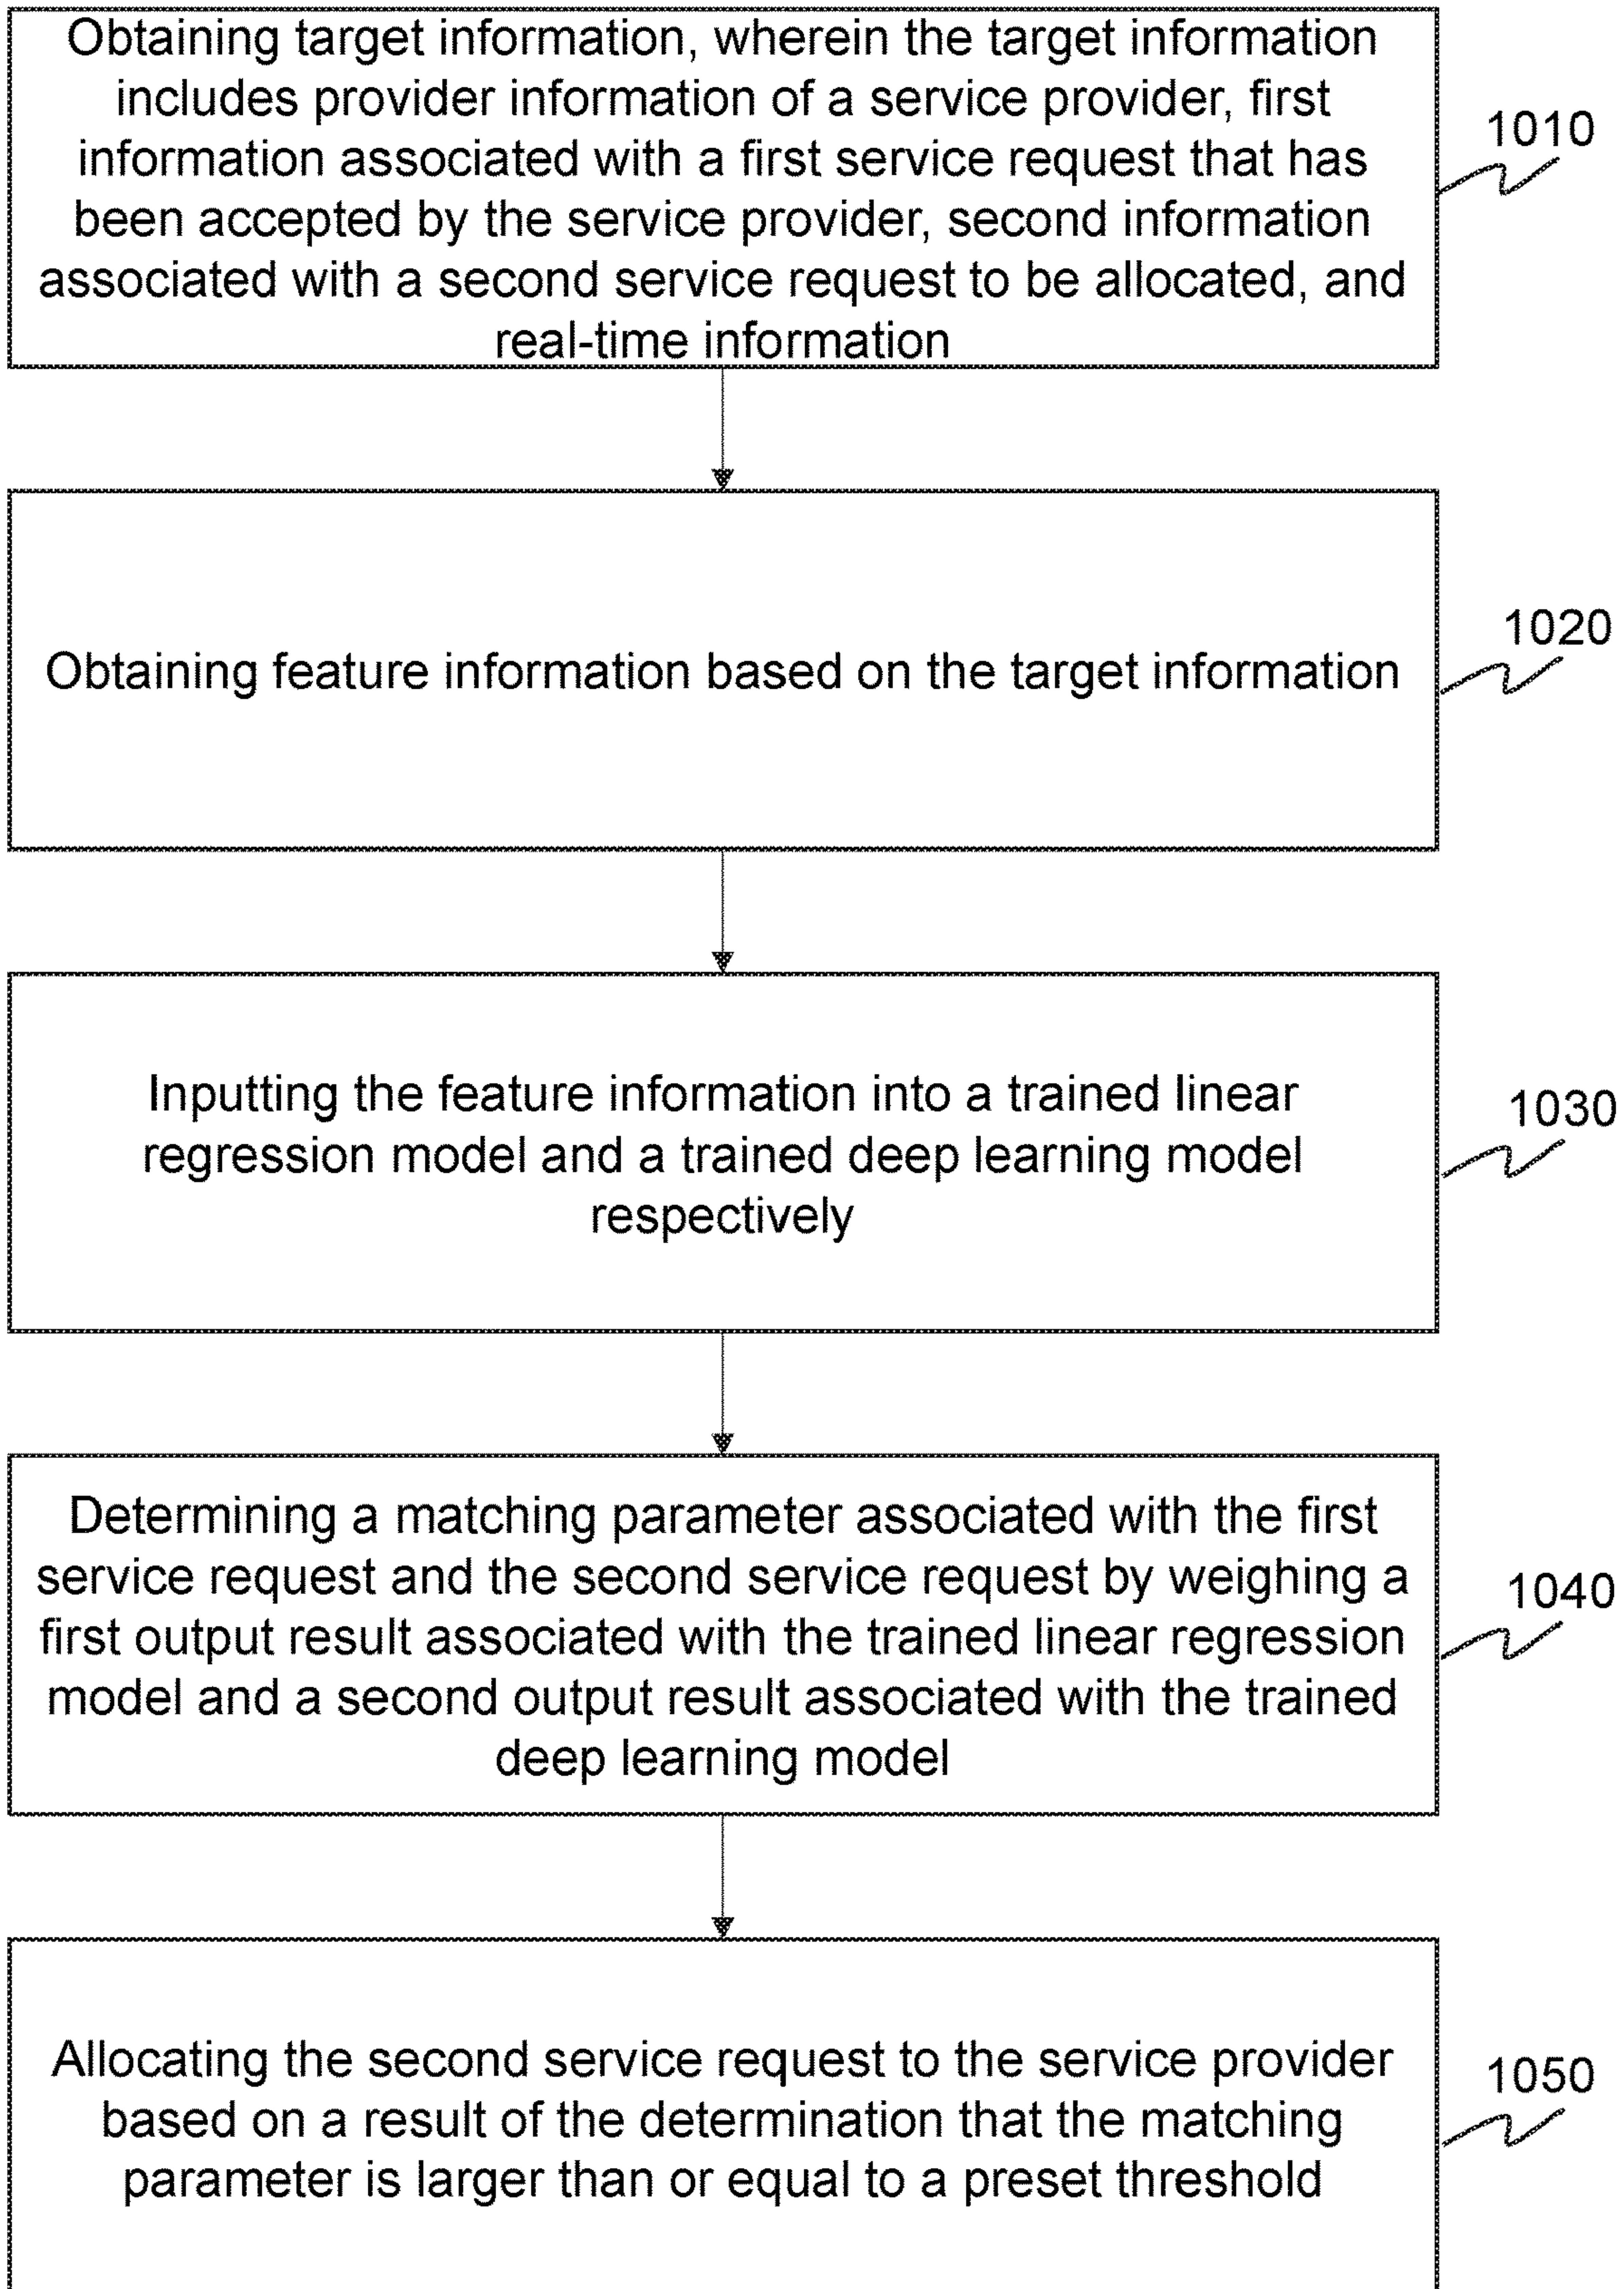 Obtaining target information, wherein the target information
includes provider information of a service provider, first
information associated with a first service request that has
been accepted by the service provider, second information
associated with a second service request to be allocated, and
real-time information
1010
Obtaining feature information based on the target information
1020
Inputting the feature information into a trained linear
regression model and a trained deep learning model
respectively
1030
Determining a matching parameter associated with the first
service request and the second service request by weighing a
first output result associated with the trained linear regression
model and a second output result associated with the trained
deep learning model
1040
Allocating the second service request to the service provider
based on a result of the determination that the matching
parameter is larger than or equal to a preset threshold
1050